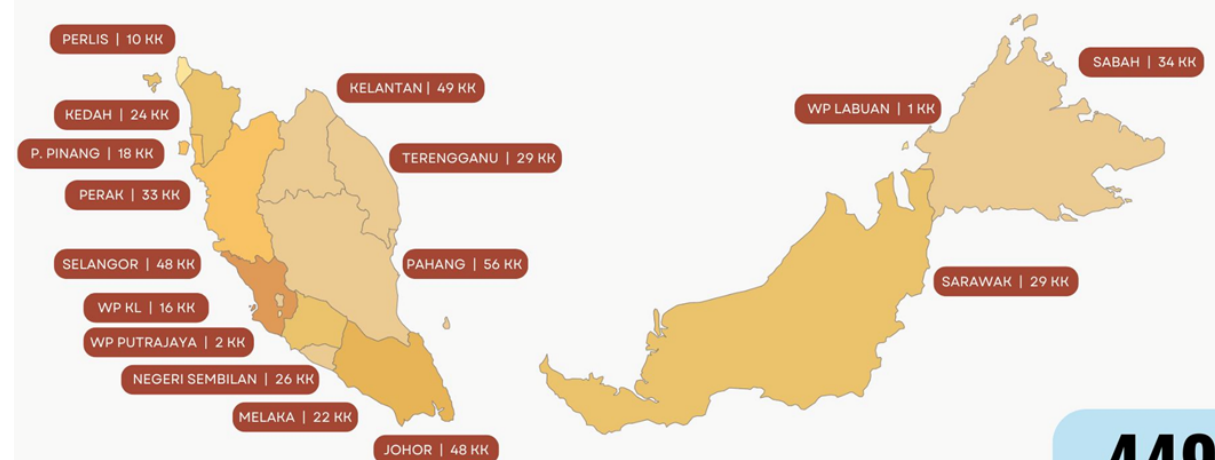 PERLIS | 10 KK
KELANTAN | 49 KK
SABAH | 34 KK
KEDAH | 24 KK
WP LABUAN | 1 KK
P. PINANG | 18 KK
TERENGGANU | 29 KK
PERAK | 33 KK
SELANGOR | 48 KK
PAHANG | 56 KK
SARAWAK | 29 KK
WP KL | 16 KK
WP PUTRAJAYA | 2 KK
NEGERI SEMBILAN | 26 KK
MELAKA | 22 KK
JOHOR | 48 KK